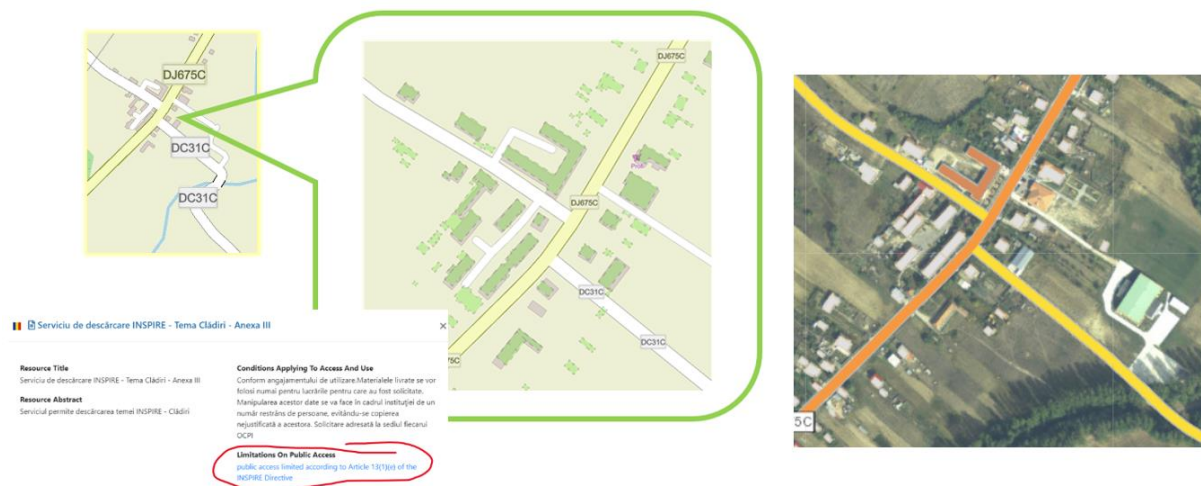 DJ675C
DC31C
DC31C
DJ675C
DJ675C
DC31C
DC31C
75C
5C
Serviciu de descărcare INSPIRE - Tema Clădiri - Anexa III
×
Resource Title
Serviciu de descărcare INSPIRE - Tema Clădiri - Anexa III
Resource Abstract
Serviciul permite descărcarea temei INSPIRE - Clădiri
Conditions Applying To Access And Use
Conform angajamentului de utilizare.Materialele livrate se vor
folosi numai pentru lucrările pentru care au fost solicitate.
Manipularea acestor date se va face în cadrul instituţiei de un
număr restrâns de persoane, evitându-se copierea
nejustificată a acestora. Solicitare adresată la sediul fiecarui
OCPI
Limitations On Public Access
public access limited according to Article 13(1)(e) of the
INSPIRE Directive